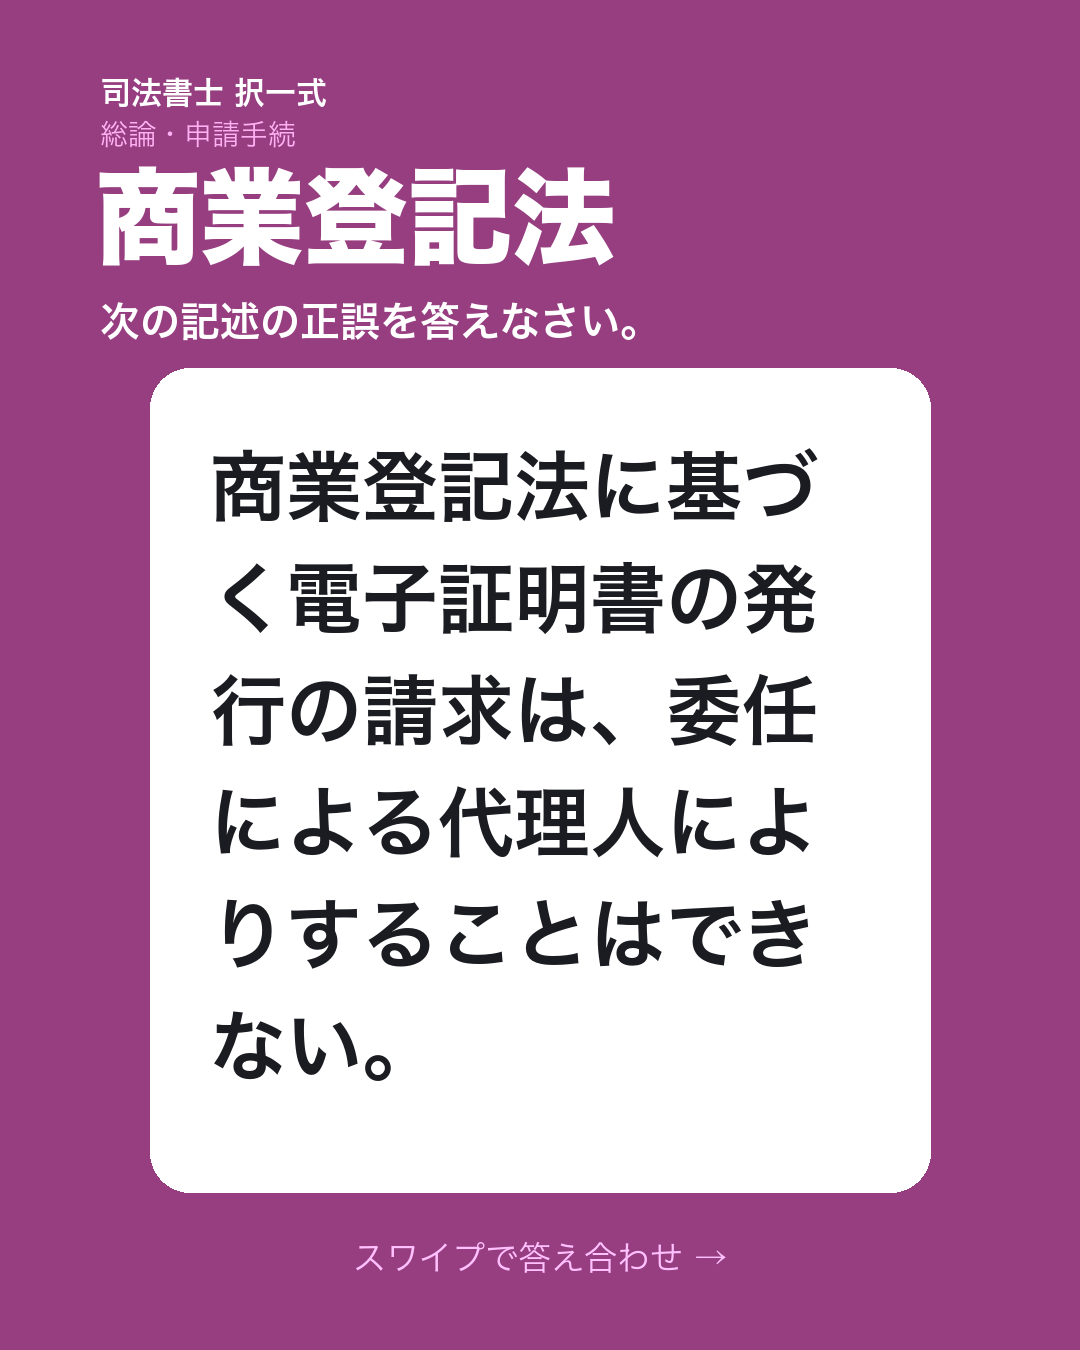 司法書士 択一式
総論・申請手続
商業登記法
次の記述の正誤を答えなさい。
商業登記法に基づ
く電子証明書の発
行の請求は、委任
による代理人によ
りすることはでき
ない。
スワイプで答え合わせ →